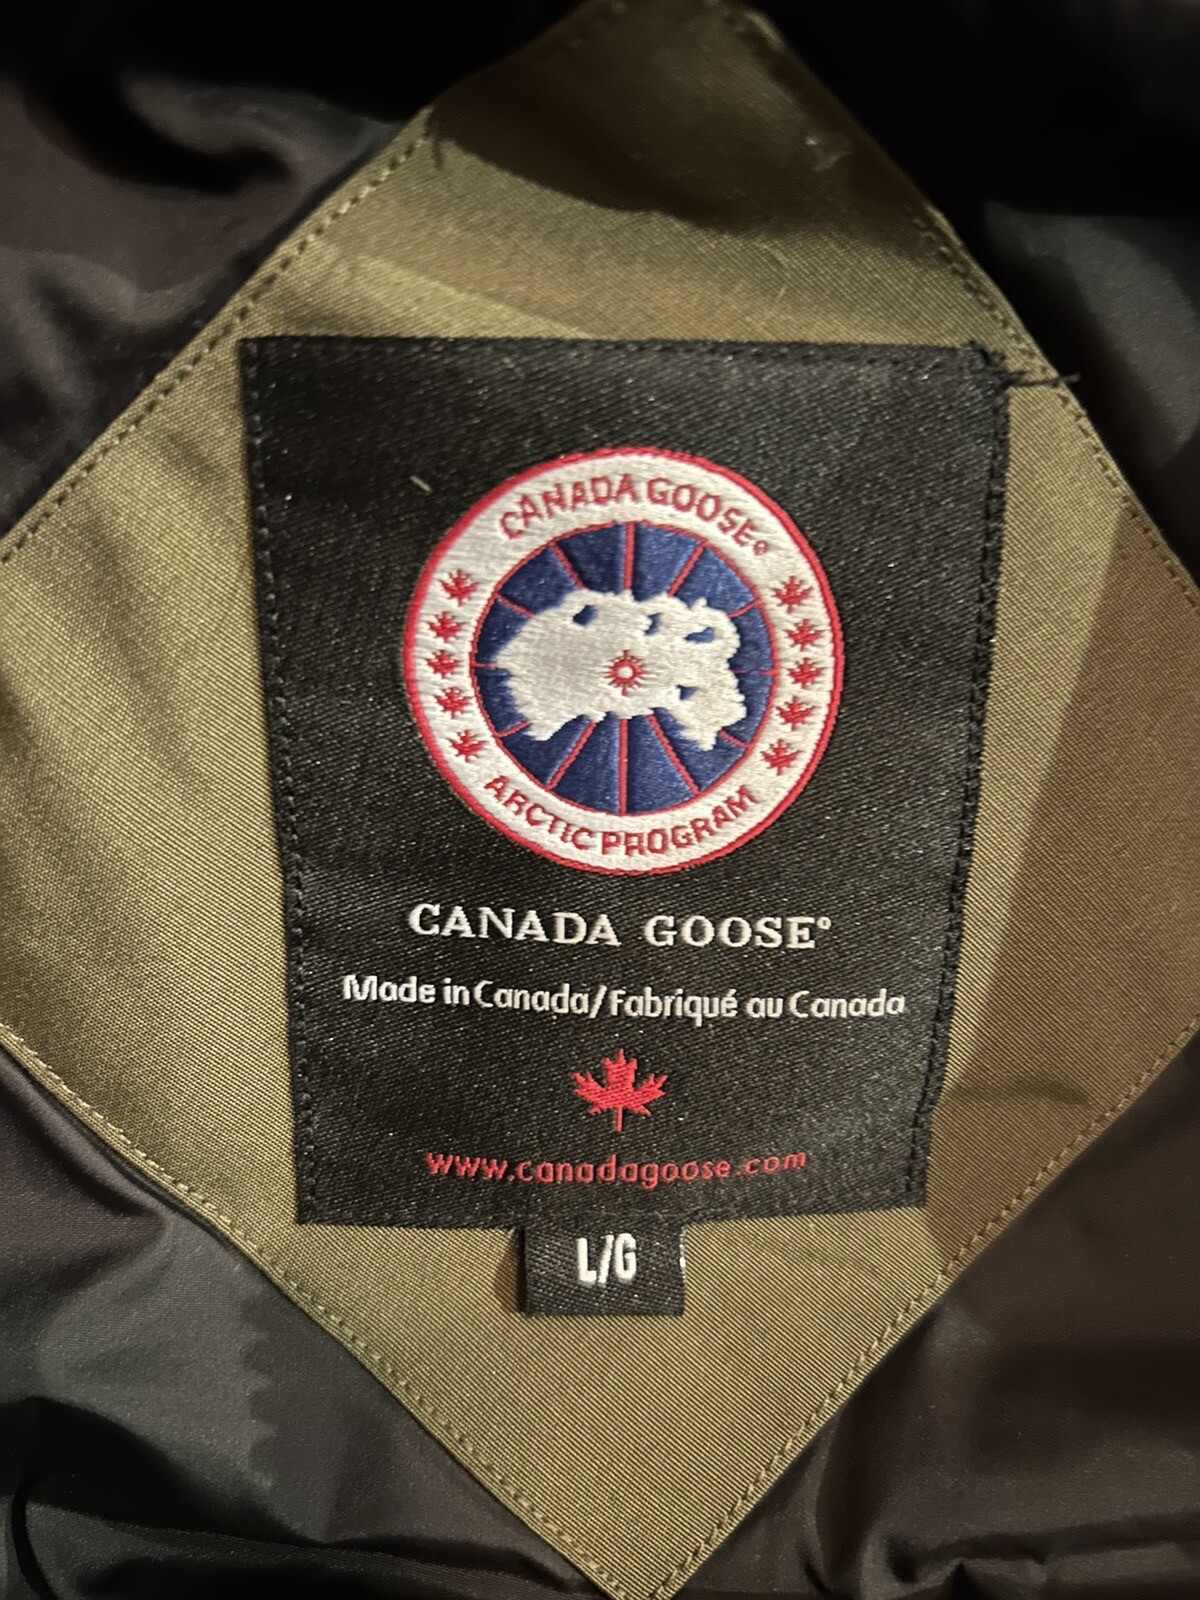 CANADA GOOSE®
ARCTIC PROGRAM
CANADA GOOSE®
Made in Canada/Fabriqué au Canada
www.canadagoose.com
L/G